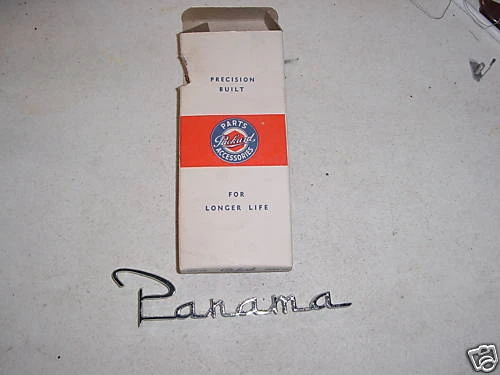 PRECISION
BUILT
PARTS
Packard
ACCESSORIES
FOR
LONGER LIFE
Panama